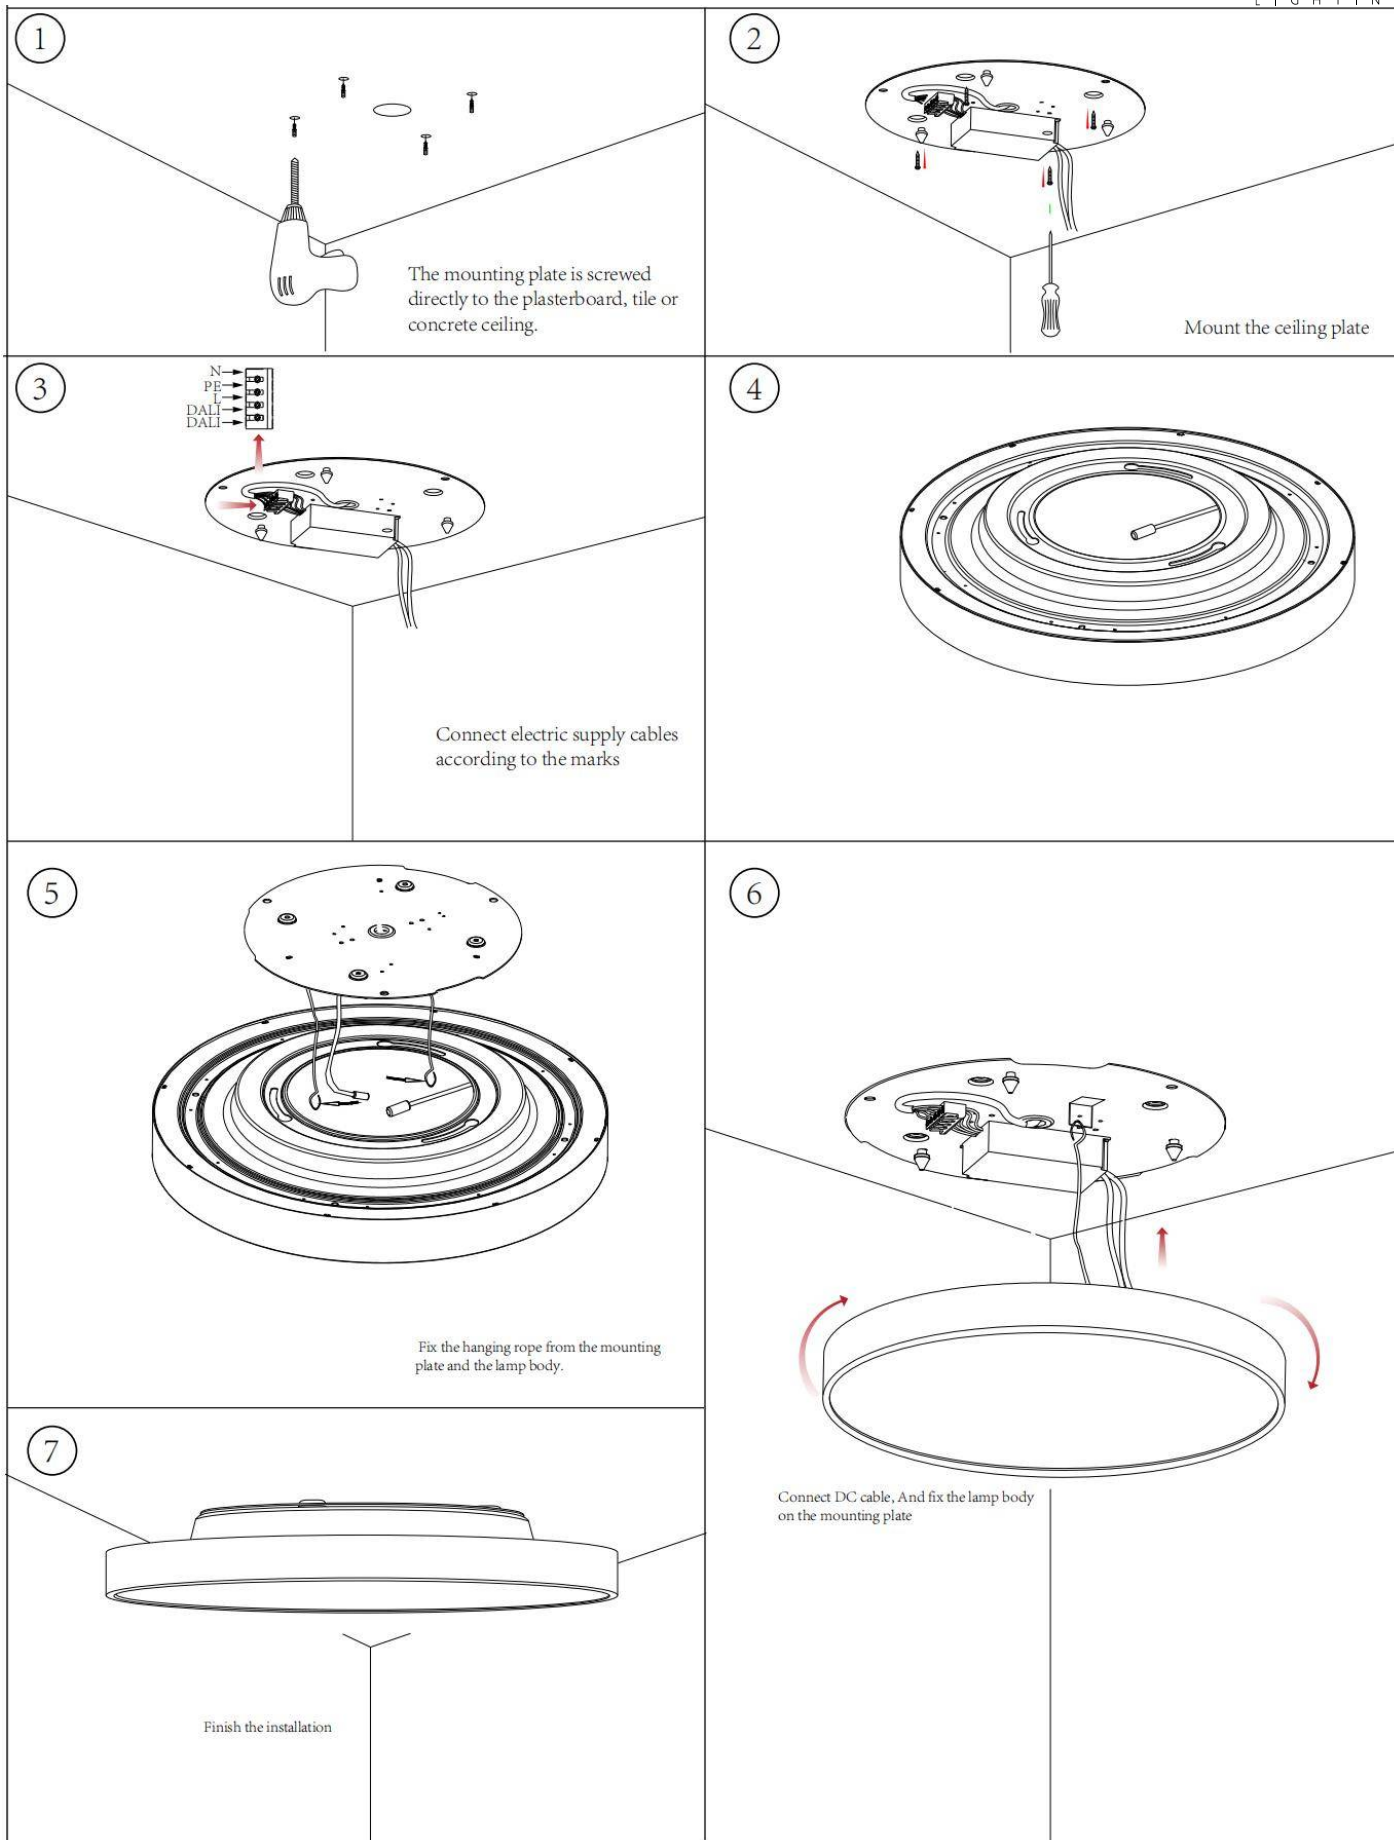 L I G H T I N
1
The mounting plate is screwed
directly to the plasterboard, tile or
concrete ceiling.
2
Mount the ceiling plate
3
N
PE
L
DALI
DALI
Connect electric supply cables
according to the marks
4
5
Fix the hanging rope from the mounting
plate and the lamp body.
6
Connect DC cable, And fix the lamp body
on the mounting plate
7
Finish the installation